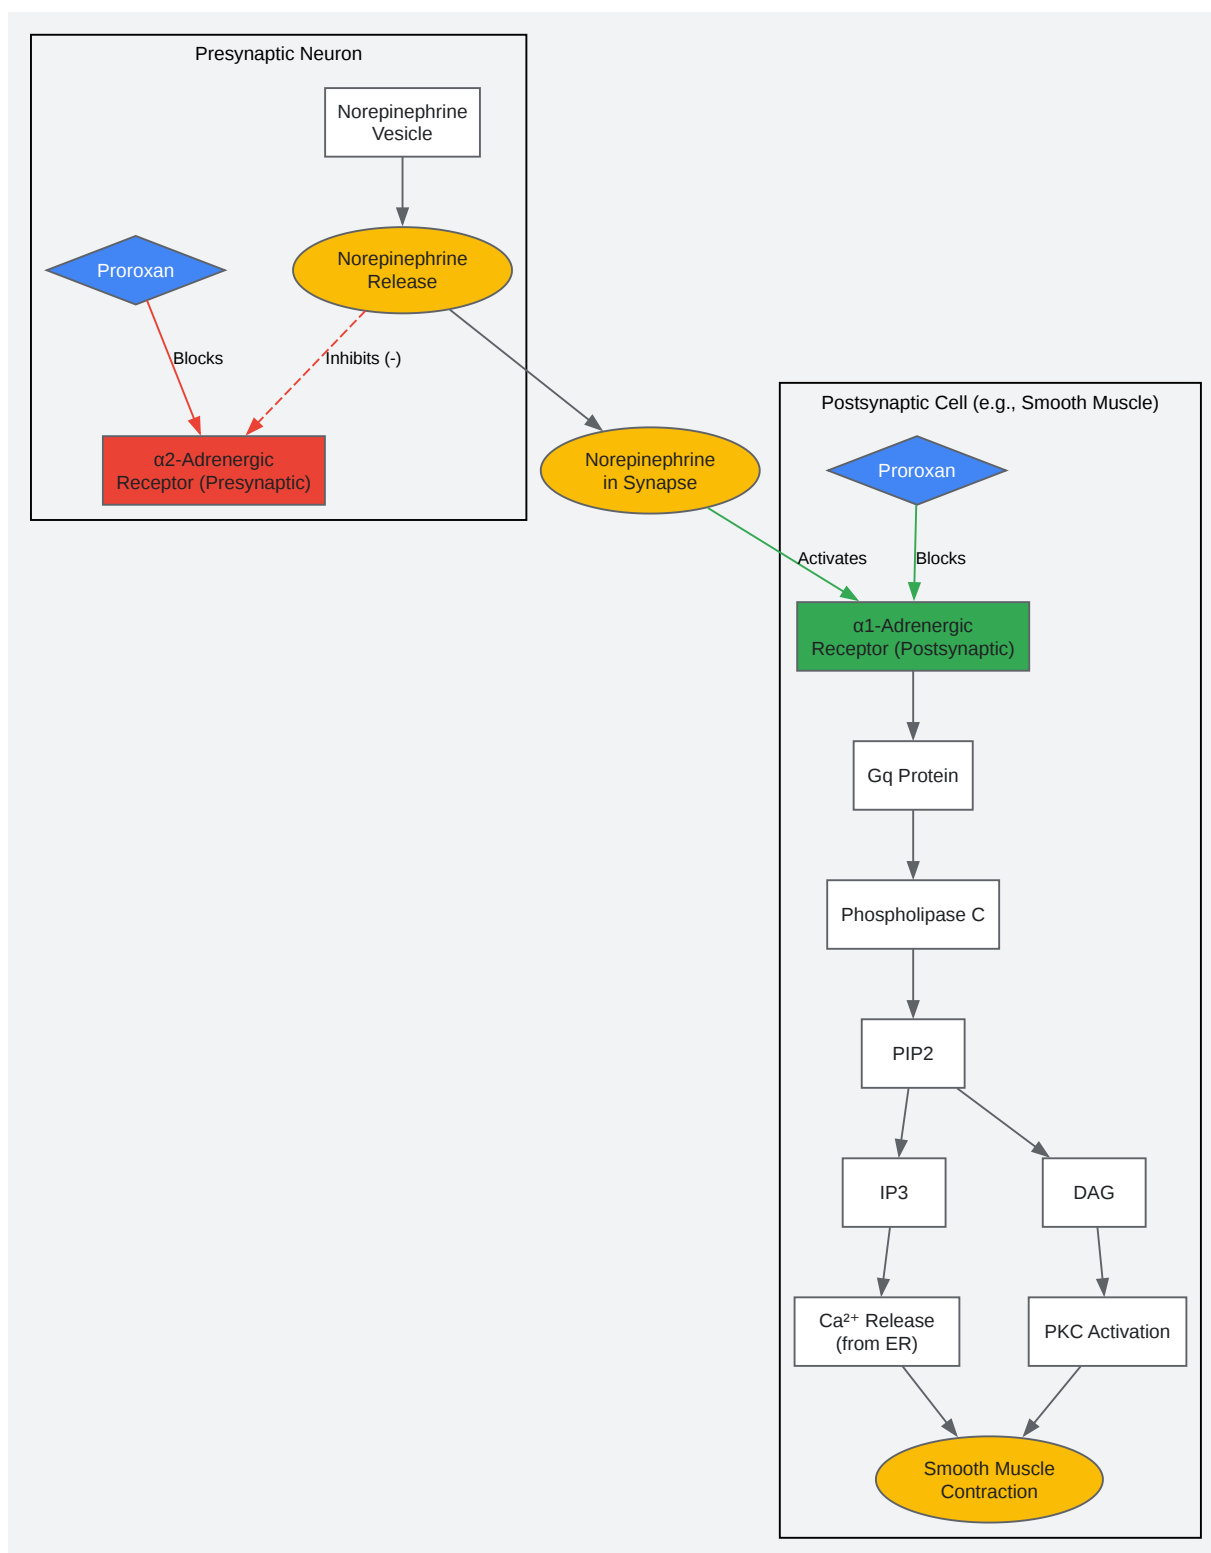 Presynaptic Neuron
Norepinephrine
Vesicle
Proroxan
Norepinephrine
Release
Blocks
Inhibits (-)
α2-Adrenergic
Receptor (Presynaptic)
Norepinephrine
in Synapse
Postsynaptic Cell (e.g., Smooth Muscle)
Proroxan
Activates
Blocks
α1-Adrenergic
Receptor (Postsynaptic)
Gq Protein
Phospholipase C
PIP2
IP3
DAG
Ca²⁺ Release
(from ER)
PKC Activation
Smooth Muscle
Contraction